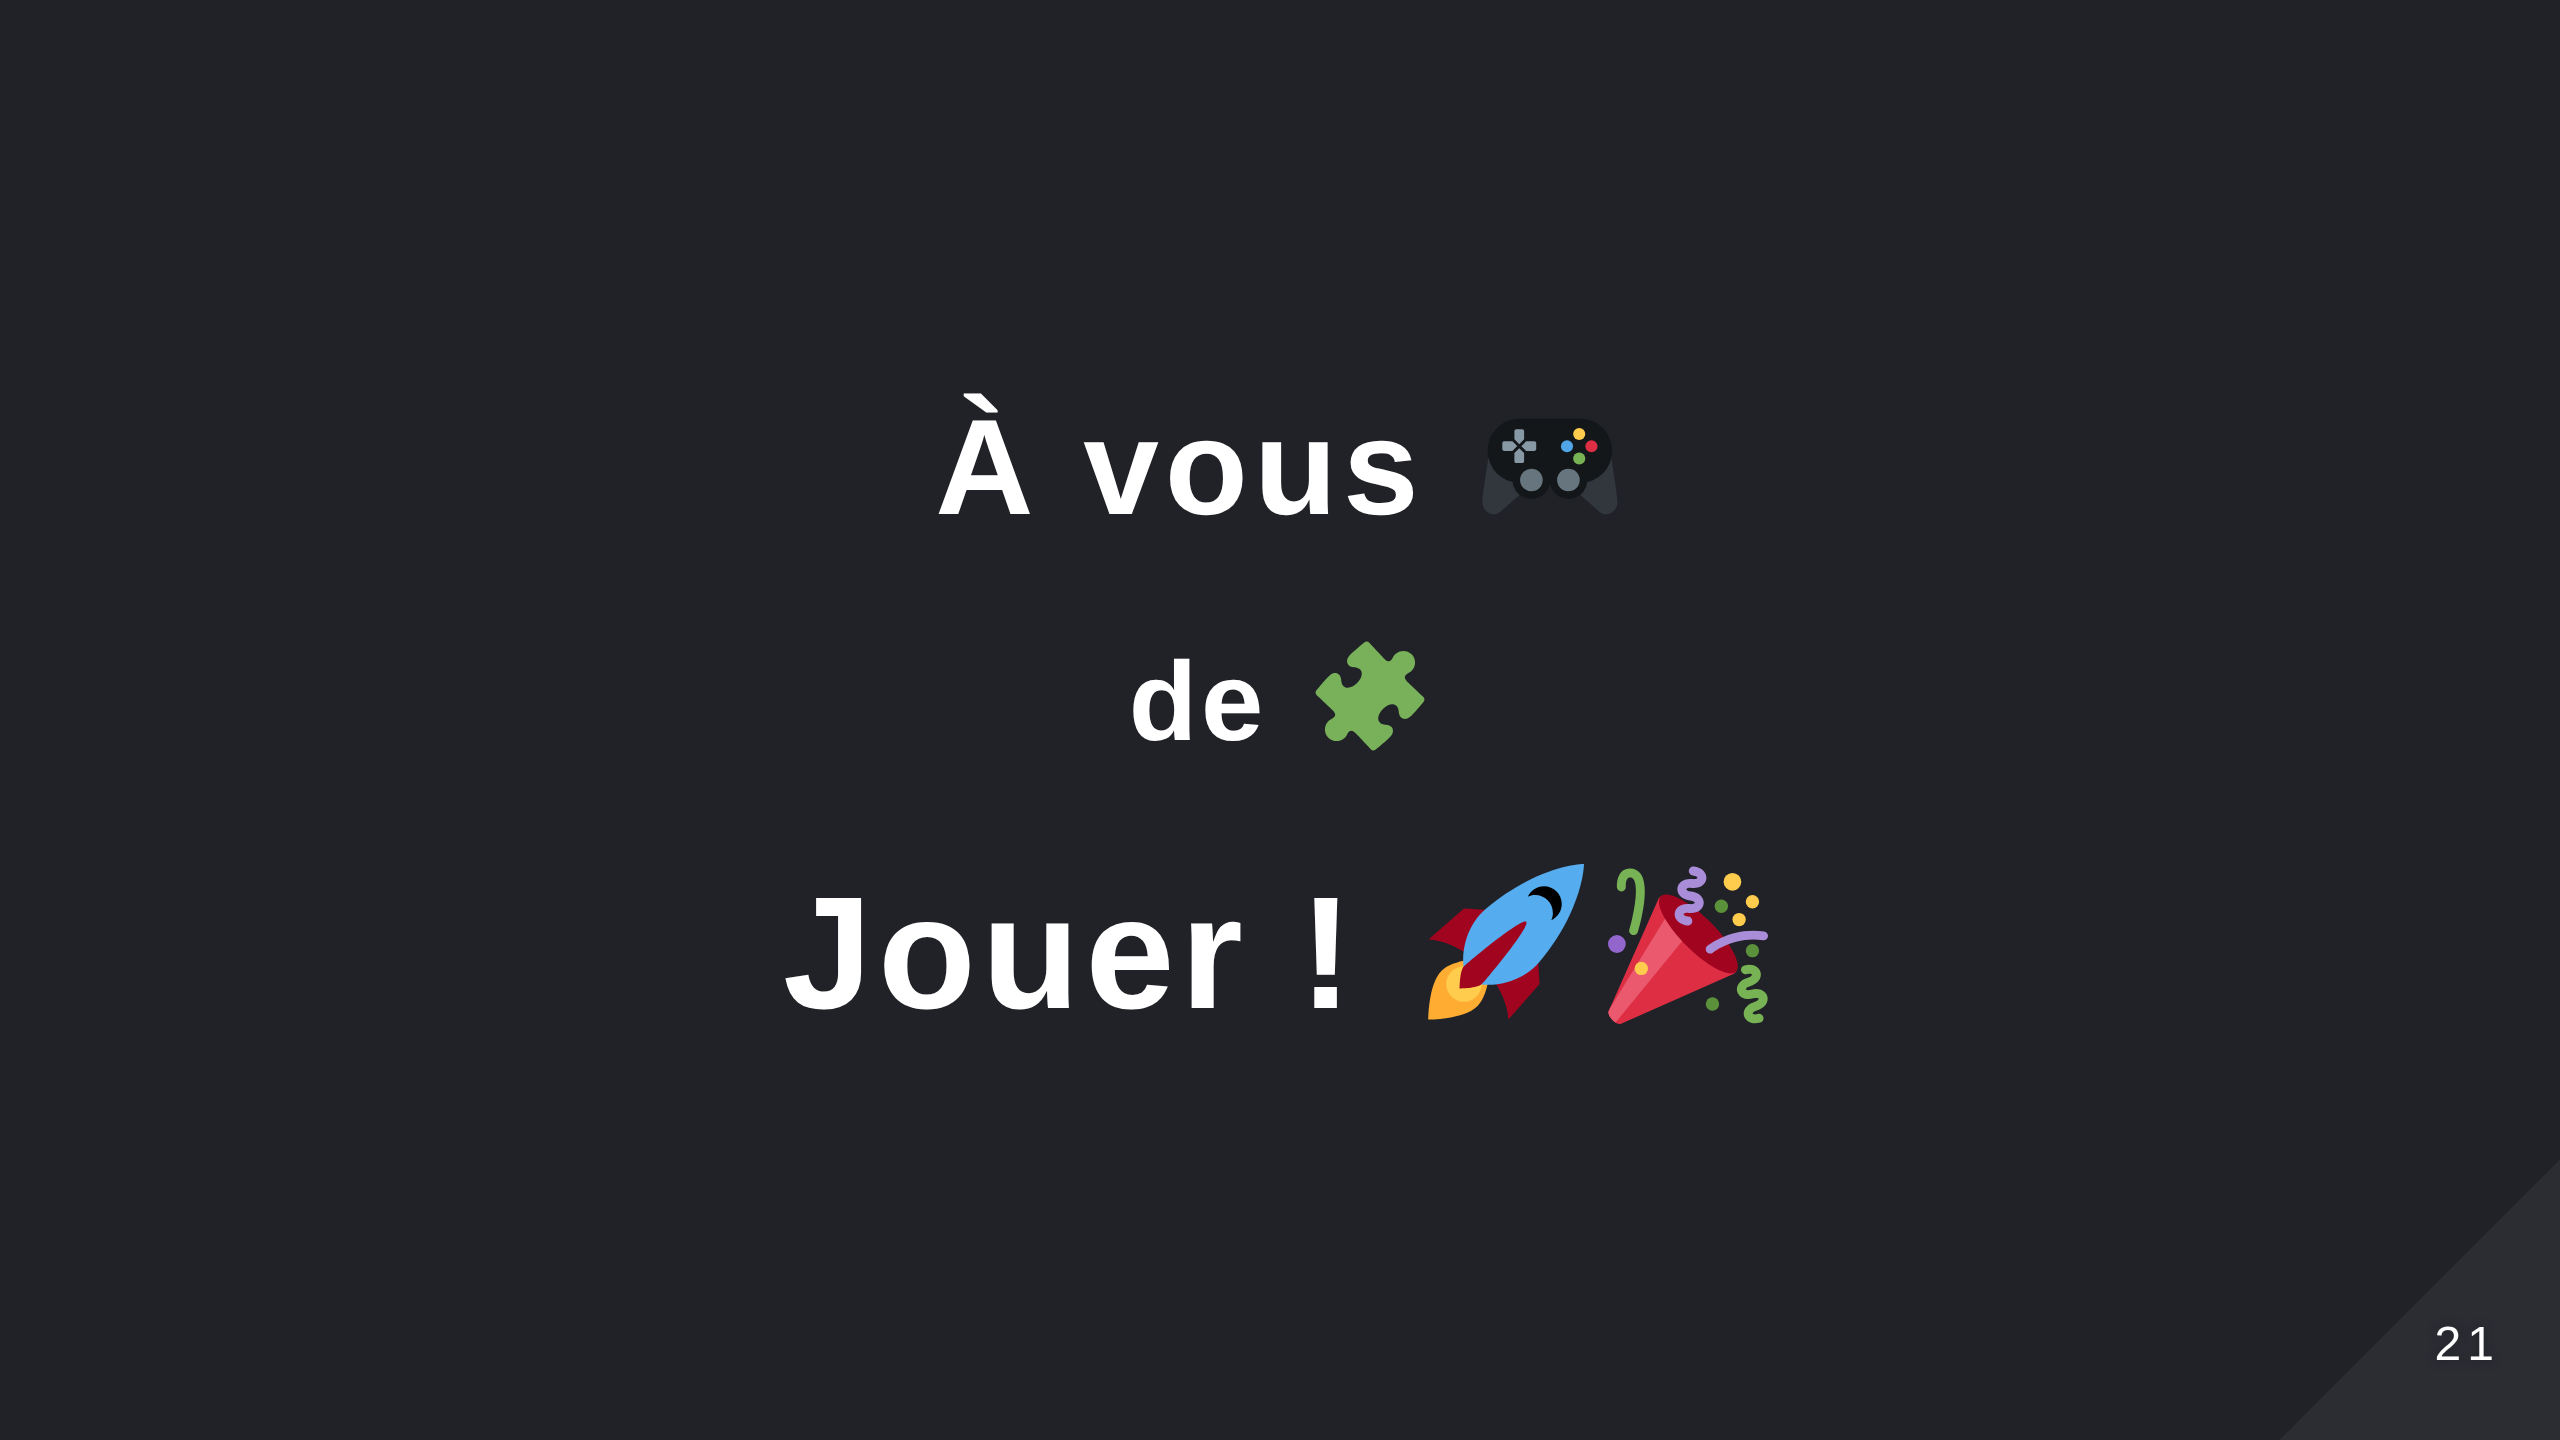 À vous 🎮
de 🧩
Jouer ! 🚀🎉
21